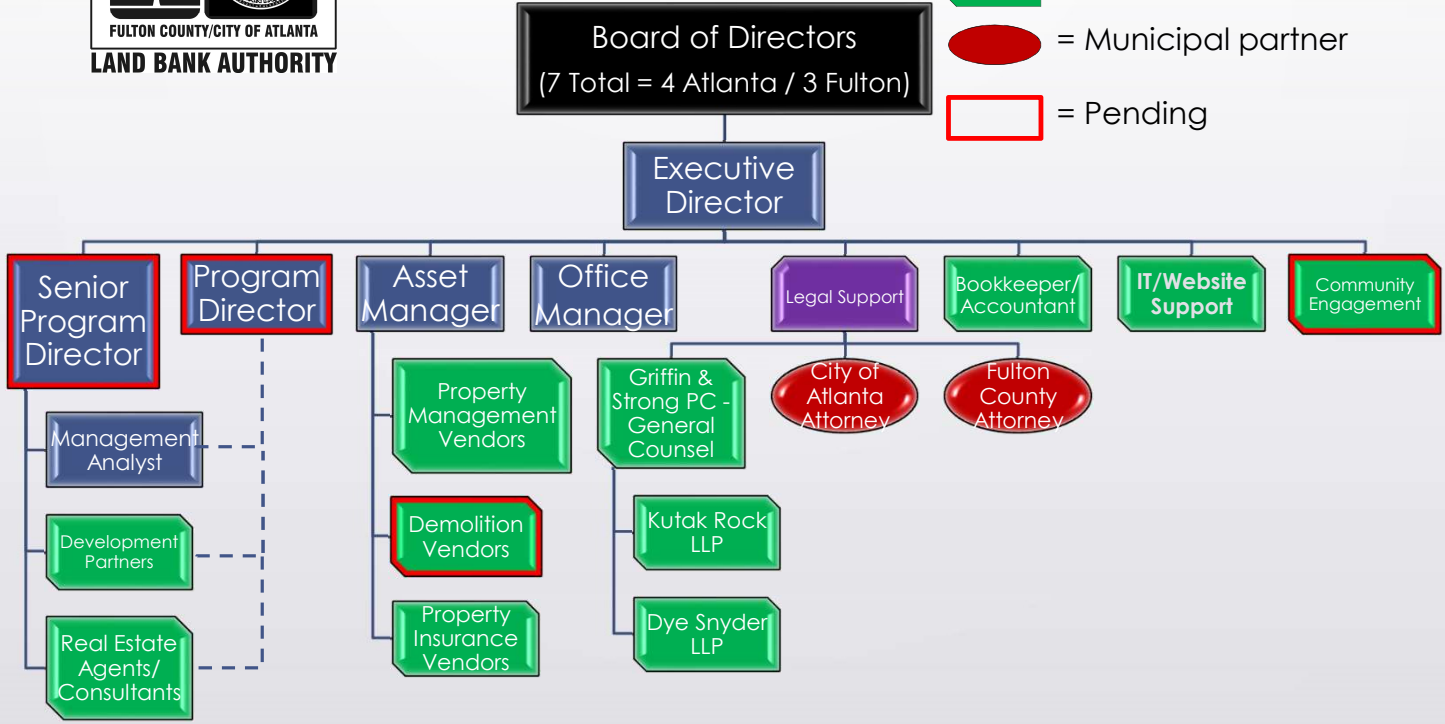 FULTON COUNTY/CITY OF ATLANTA
LAND BANK AUTHORITY
Board of Directors
(7 Total = 4 Atlanta / 3 Fulton)
= Municipal partner
= Pending
Executive
Director
Senior
Program
Director
Program
Director
Asset
Manager
Office
Manager
Legal Support
Bookkeeper/
Accountant
IT/Website
Support
Community
Engagement
Management
Analyst
Development
Partners
Real Estate
Agents/
Consultants
Property
Management
Vendors
Demolition
Vendors
Property
Insurance
Vendors
Griffin &
Strong PC -
General
Counsel
Kutak Rock
LLP
Dye Snyder
LLP
City of
Atlanta
Attorney
Fulton
County
Attorney